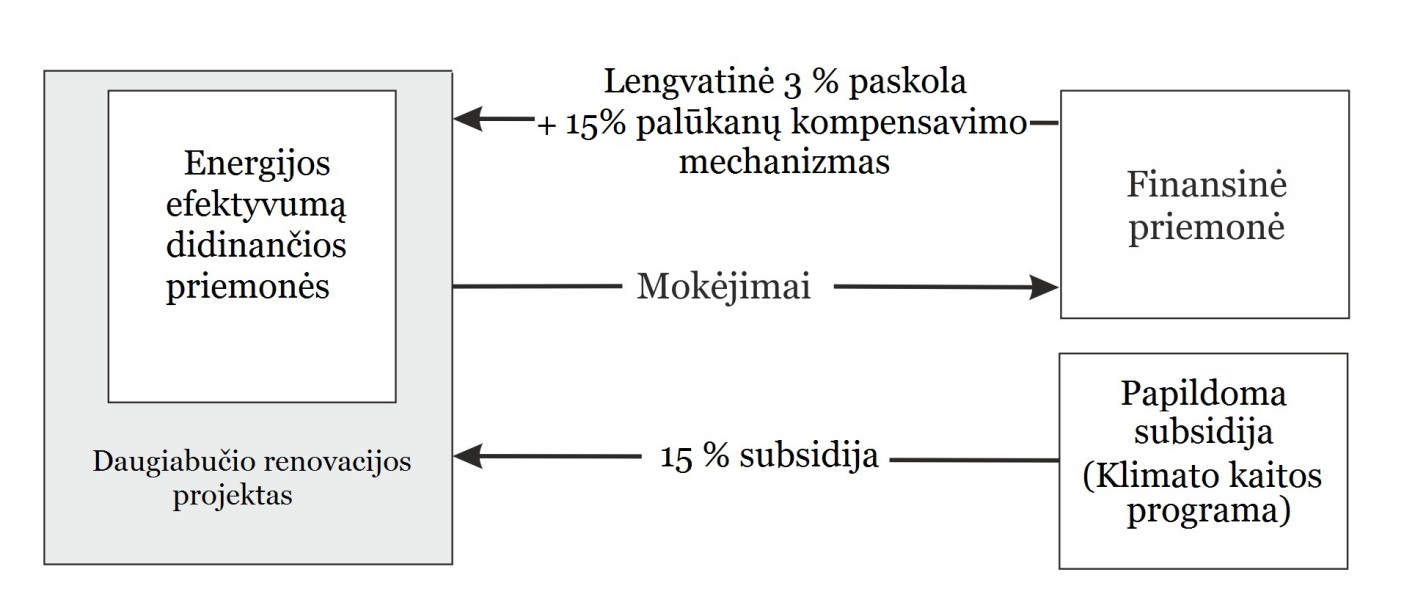 Lengvatinė 3 % paskola
+ 15% palūkanų kompensavimo
mechanizmas
Energijos
efektyvumą
didinančios
priemonės
Finansinė
priemonė
Mokėjimai
Papildoma
subsidija
(Klimato kaitos
programa)
15 % subsidija
Daugiabučio renovacijos
projektas